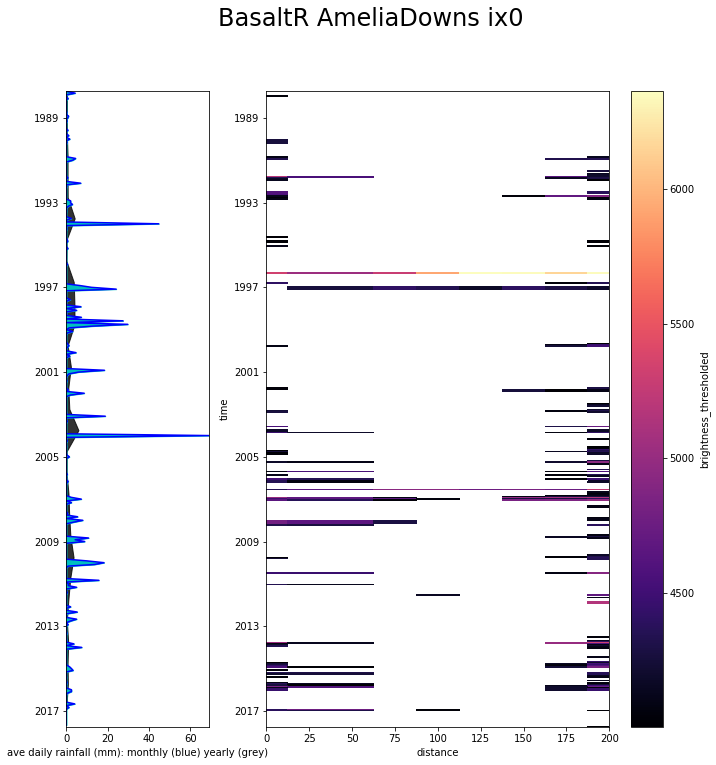 BasaltR AmeliaDowns ix0
1989
1993
1997
2001
2005
2009
2013
2017
0 20 40 60
ave daily rainfall (mm): monthly (blue) yearly (grey)
time
1989
1993
1997
2001
2005
2009
2013
2017
0 25 50 75 100 125 150 175 200
distance
6000
5500
5000
4500
brightness_thresholded